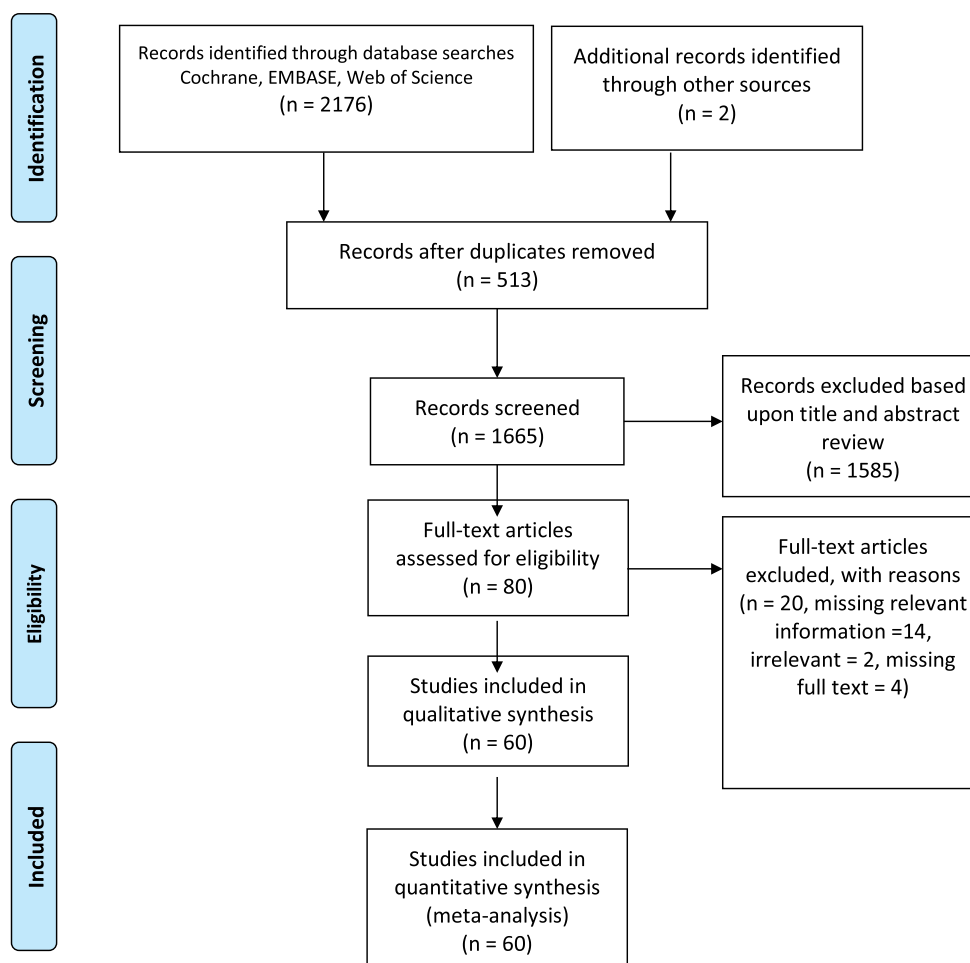 Identification
Records identified through database searches
Cochrane, EMBASE, Web of Science
(n = 2176)
Additional records identified
through other sources
(n = 2)
Records after duplicates removed
(n = 513)
Screening
Records screened
(n = 1665)
Records excluded based
upon title and abstract
review
(n = 1585)
Eligibility
Full-text articles
assessed for eligibility
(n = 80)
Full-text articles
excluded, with reasons
(n = 20, missing relevant
information =14,
irrelevant = 2, missing
full text = 4)
Studies included in
qualitative synthesis
(n = 60)
Included
Studies included in
quantitative synthesis
(meta-analysis)
(n = 60)